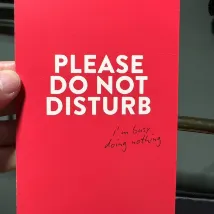 PLEASE
DO NOT
DISTURB
I'm busy
doing nothing